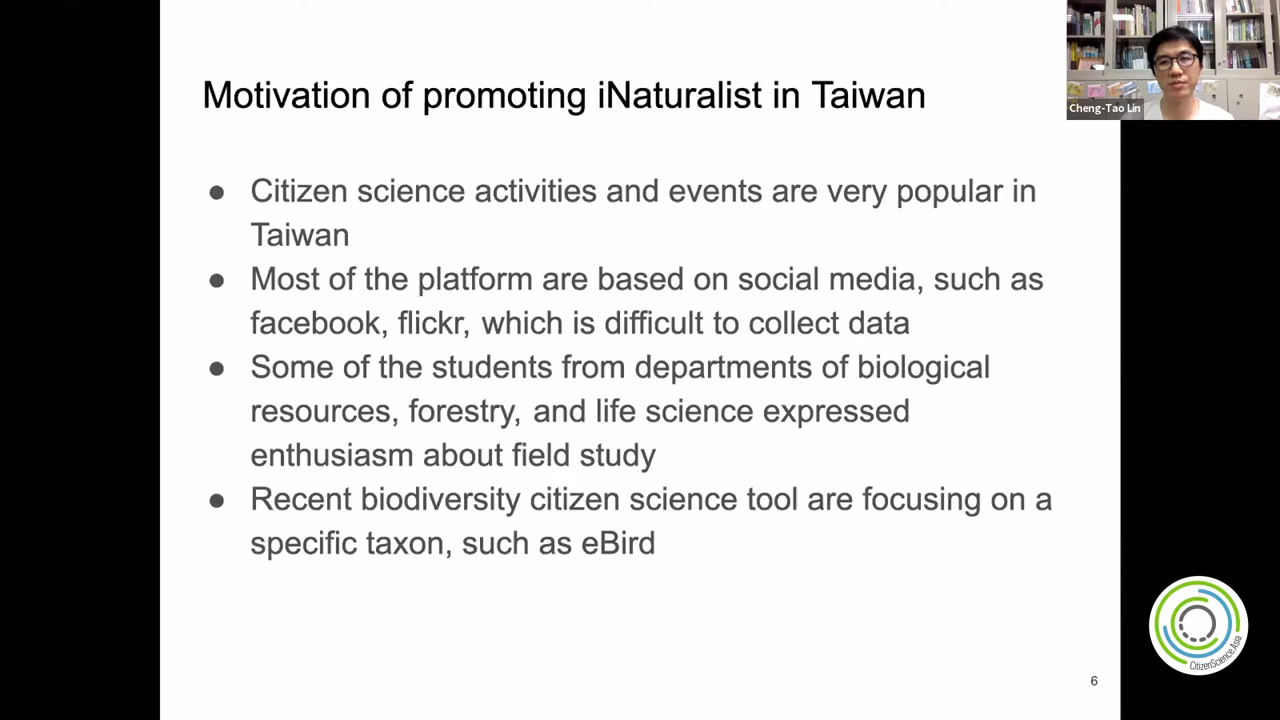 Motivation of promoting iNaturalist in Taiwan
Cheng-Tao Lin
● Citizen science activities and events are very popular in
Taiwan
● Most of the platform are based on social media, such as
facebook, flickr, which is difficult to collect data
● Some of the students from departments of biological
resources, forestry, and life science expressed
enthusiasm about field study
● Recent biodiversity citizen science tool are focusing on a
specific taxon, such as eBird
CitizenScience.Asia
6